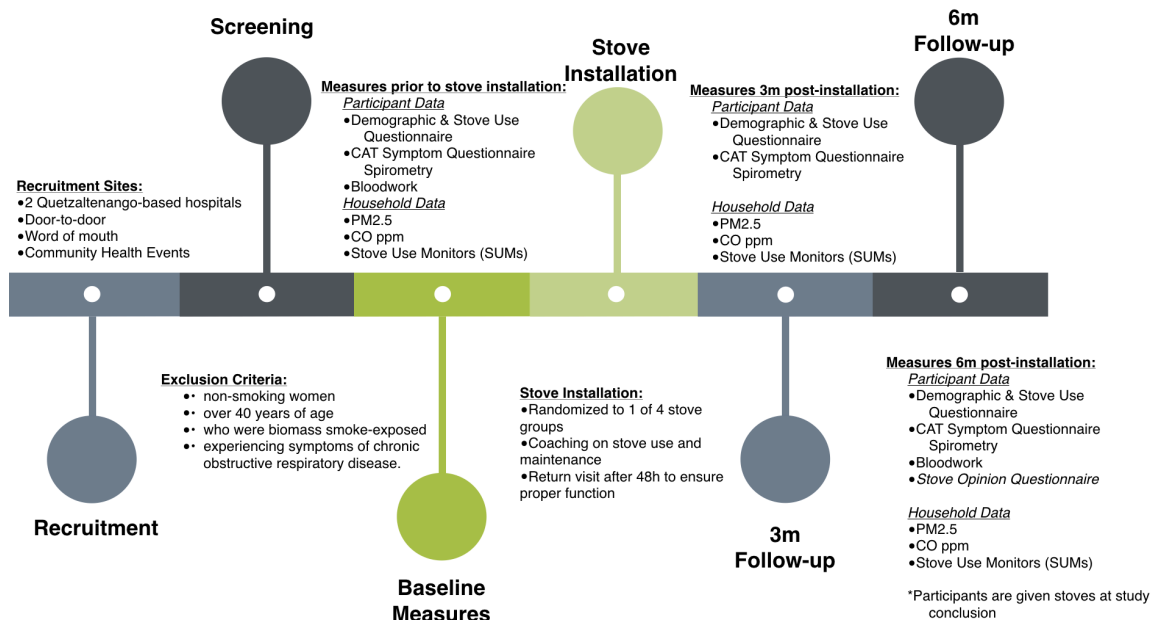 Screening
6m
Follow-up
Stove
Installation
Measures prior to stove installation:
Participant Data
•Demographic & Stove Use
Questionnaire
•CAT Symptom Questionnaire
Spirometry
•Bloodwork
Household Data
•PM2.5
•CO ppm
•Stove Use Monitors (SUMs)
Measures 3m post-installation:
Participant Data
•Demographic & Stove Use
Questionnaire
•CAT Symptom Questionnaire
Spirometry
Household Data
•PM2.5
•CO ppm
•Stove Use Monitors (SUMs)
Recruitment Sites:
•2 Quetzaltenango-based hospitals
•Door-to-door
•Word of mouth
•Community Health Events
Exclusion Criteria:
•· non-smoking women
•· over 40 years of age
•· who were biomass smoke-exposed
•· experiencing symptoms of chronic
obstructive respiratory disease.
Stove Installation:
•Randomized to 1 of 4 stove
groups
•Coaching on stove use and
maintenance
•Return visit after 48h to ensure
proper function
Measures 6m post-installation:
Participant Data
•Demographic & Stove Use
Questionnaire
•CAT Symptom Questionnaire
Spirometry
•Bloodwork
•Stove Opinion Questionnaire
Household Data
•PM2.5
•CO ppm
•Stove Use Monitors (SUMs)
*Participants are given stoves at study
conclusion
Recruitment
Baseline
Measures
3m
Follow-up